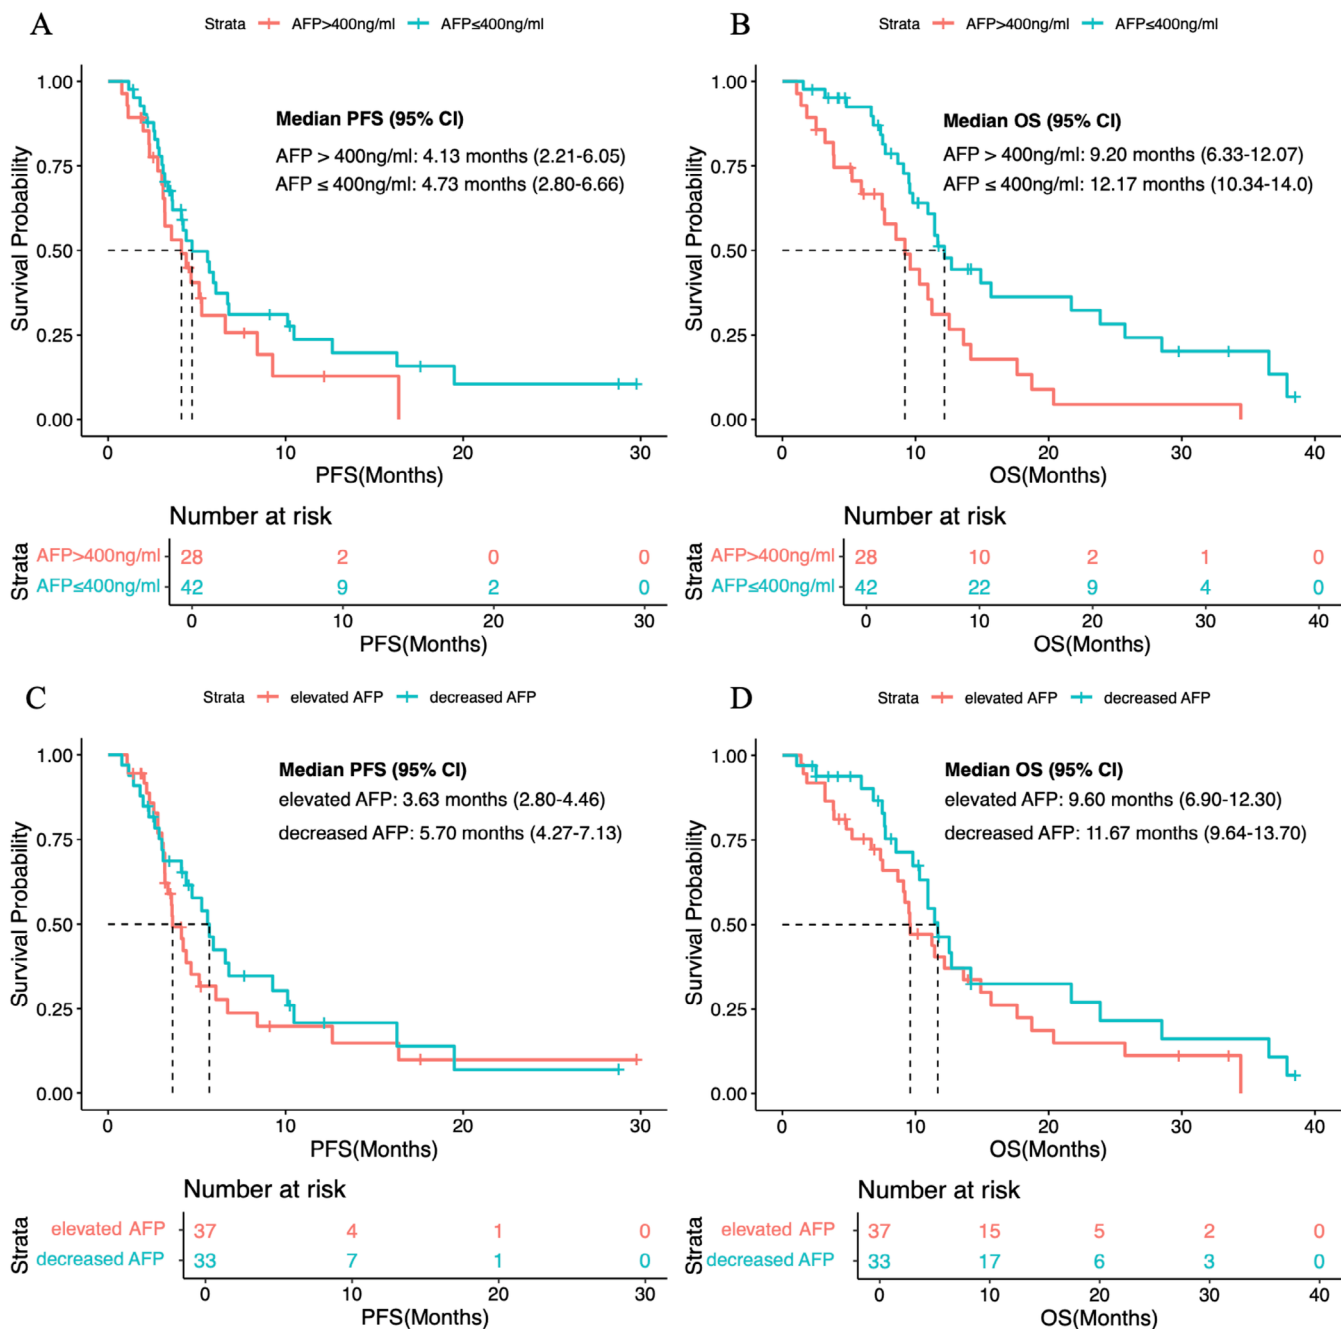 A
Strata AFP>400ng/ml AFP≤400ng/ml
1.00
0.75
0.50
0.25
0.00
Survival Probability
Median PFS (95% CI)
AFP > 400ng/ml: 4.13 months (2.21-6.05)
AFP ≤ 400ng/ml: 4.73 months (2.80-6.66)
0 10 20 30
PFS(Months)
Number at risk
Strata
AFP>400ng/ml 28 2 0 0
AFP≤400ng/ml 42 9 2 0
0 10 20 30
PFS(Months)
B
Strata AFP>400ng/ml AFP≤400ng/ml
1.00
0.75
0.50
0.25
0.00
Survival Probability
Median OS (95% CI)
AFP > 400ng/ml: 9.20 months (6.33-12.07)
AFP ≤ 400ng/ml: 12.17 months (10.34-14.0)
0 10 20 30 40
OS(Months)
Number at risk
Strata
AFP>400ng/ml 28 10 2 1 0
AFP≤400ng/ml 42 22 9 4 0
0 10 20 30 40
OS(Months)
C
Strata elevated AFP decreased AFP
1.00
0.75
0.50
0.25
0.00
Survival Probability
Median PFS (95% CI)
elevated AFP: 3.63 months (2.80-4.46)
decreased AFP: 5.70 months (4.27-7.13)
0 10 20 30
PFS(Months)
Number at risk
Strata
elevated AFP 37 4 1 0
decreased AFP 33 7 1 0
0 10 20 30
PFS(Months)
D
Strata elevated AFP decreased AFP
1.00
0.75
0.50
0.25
0.00
Survival Probability
Median OS (95% CI)
elevated AFP: 9.60 months (6.90-12.30)
decreased AFP: 11.67 months (9.64-13.70)
0 10 20 30 40
OS(Months)
Number at risk
Strata
elevated AFP 37 15 5 2 0
decreased AFP 33 17 6 3 0
0 10 20 30 40
OS(Months)